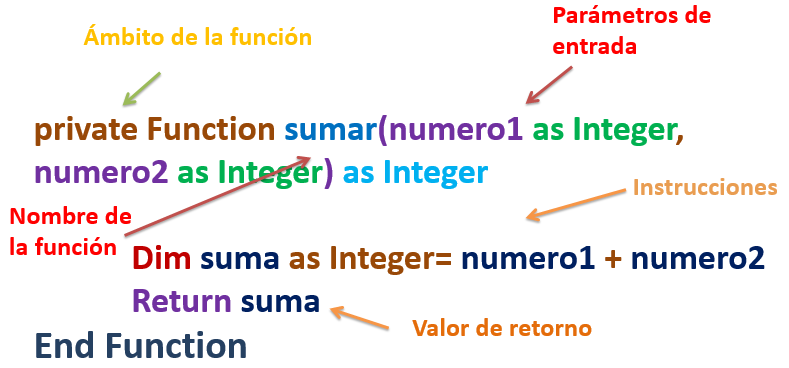 Parámetros de
entrada
Ámbito de la función
private Function sumar(numero1 as Integer,
numero2 as Integer) as Integer
Instrucciones
Nombre de
la función
Dim suma as Integer= numero1 + numero2
Return suma
Valor de retorno
End Function